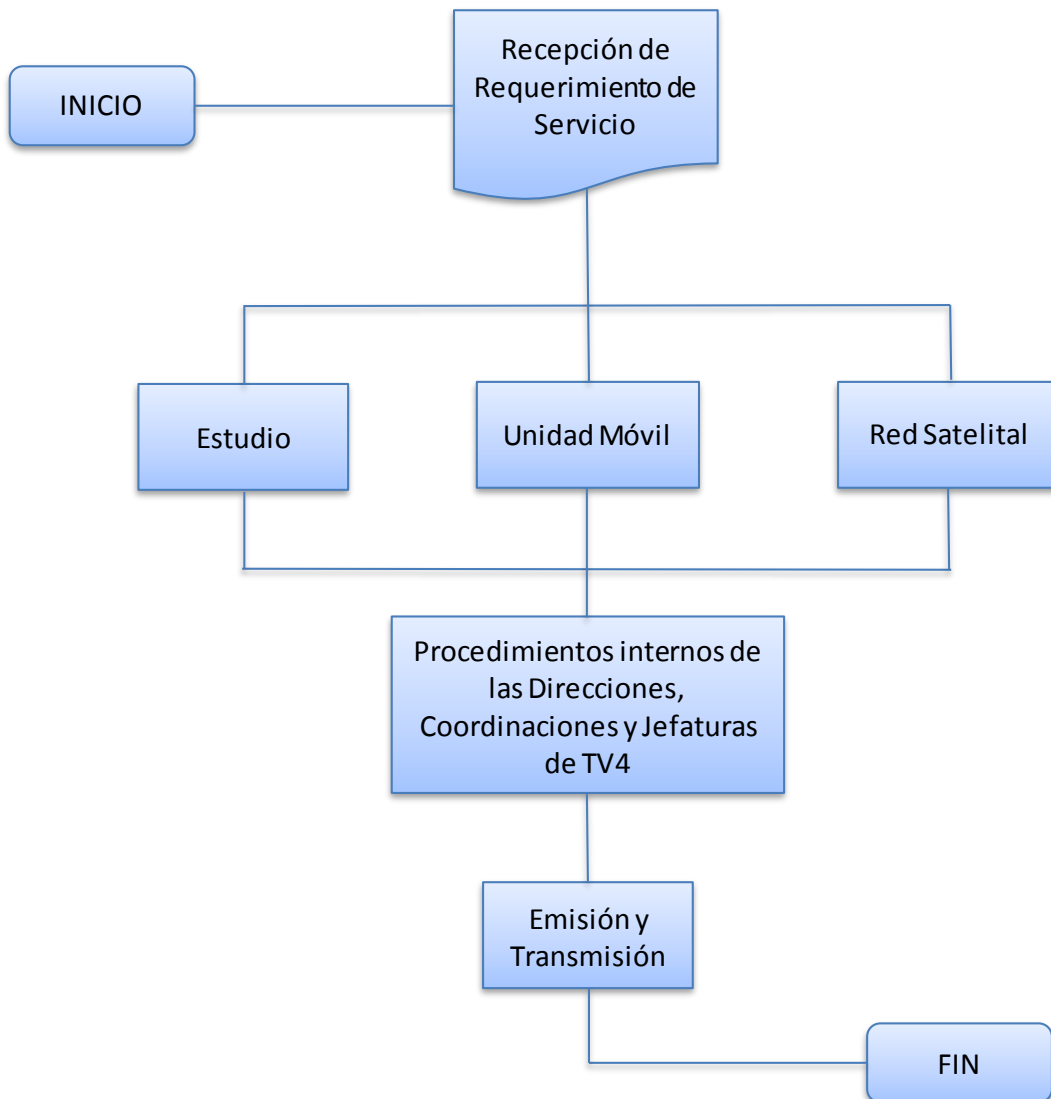 INICIO
Recepción de
Requerimiento de
Servicio
Estudio
Unidad Móvil
Red Satelital
Procedimientos internos de
las Direcciones,
Coordinaciones y Jefaturas
de TV4
Emisión y
Transmisión
FIN